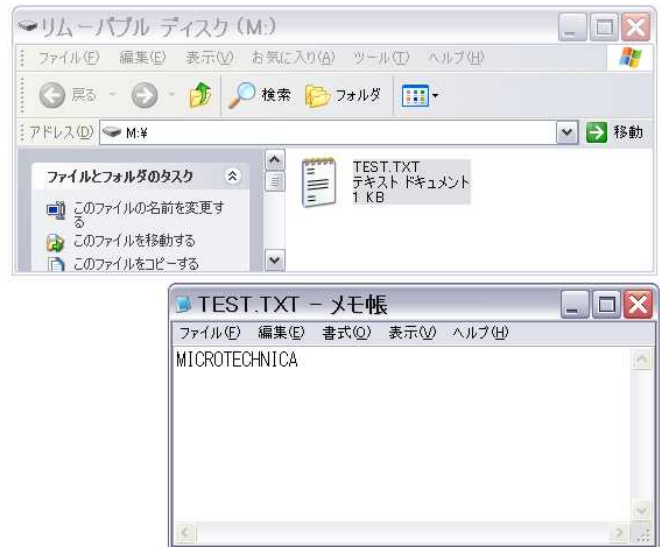 リムーバブル ディスク (M:)
ファイル(F) 編集(E) 表示(V) お気に入り(A) ツール(T) ヘルプ(H)
戻る 検索 フォルダ
アドレス(D) M:¥ 移動
ファイルとフォルダのタスク
このファイルの名前を変更す
る
このファイルを移動する
このファイルをコピーする
TEST.TXT
テキスト ドキュメント
1 KB
TEST.TXT - メモ帳
ファイル(F) 編集(E) 書式(O) 表示(V) ヘルプ(H)
MICROTECHNICA